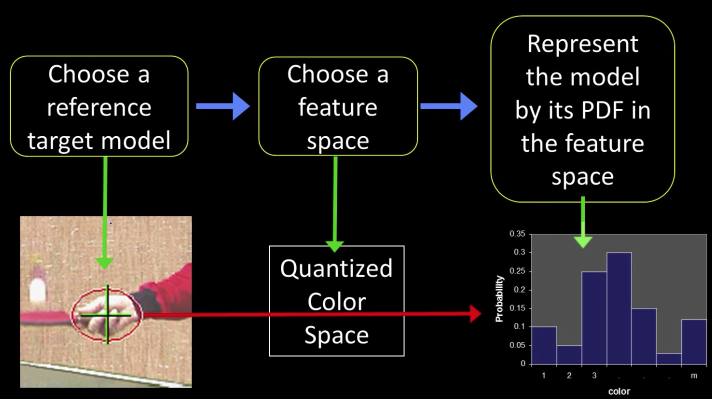 Choose a
reference
target model
Choose a
feature
space
Represent
the model
by its PDF in
the feature
space
Quantized
Color
Space
0.35
0.3
0.25
0.2
0.15
0.1
0.05
0
Probability
1 2 3 . . . m
color